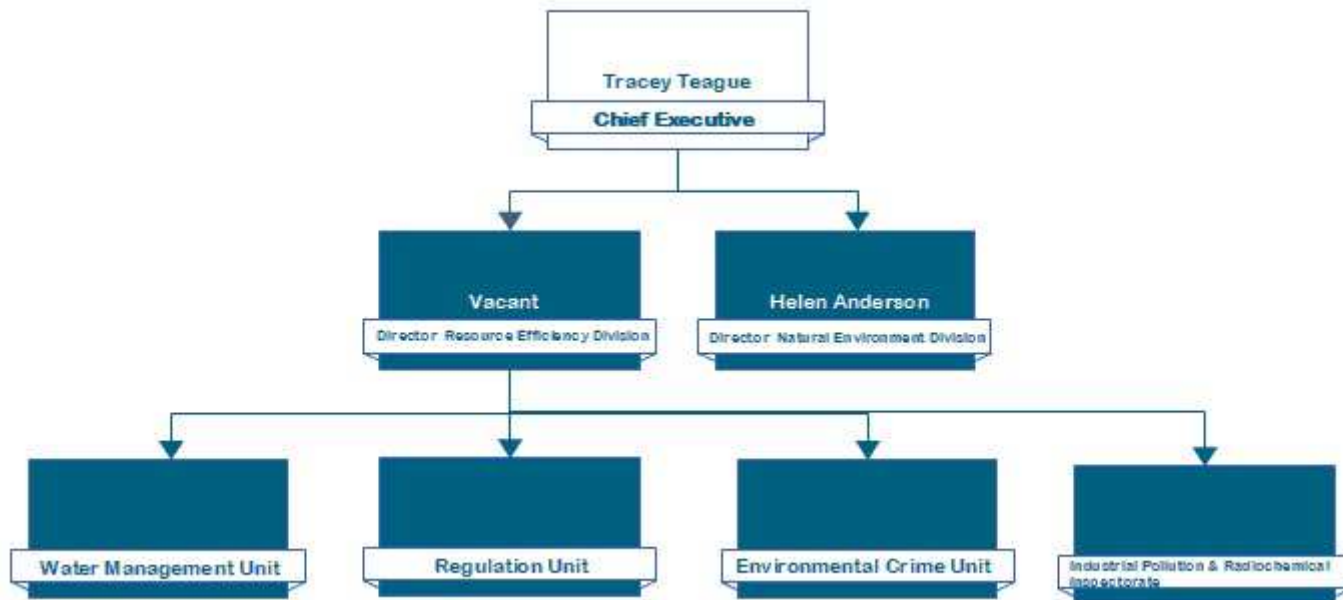 Tracey Teague
Chief Executive
Vacant
Director Resource Efficiency Division
Helen Anderson
Director Natural Environment Division
Water Management Unit
Regulation Unit
Environmental Crime Unit
Industrial Pollution & Radiochemical
Inspectorate